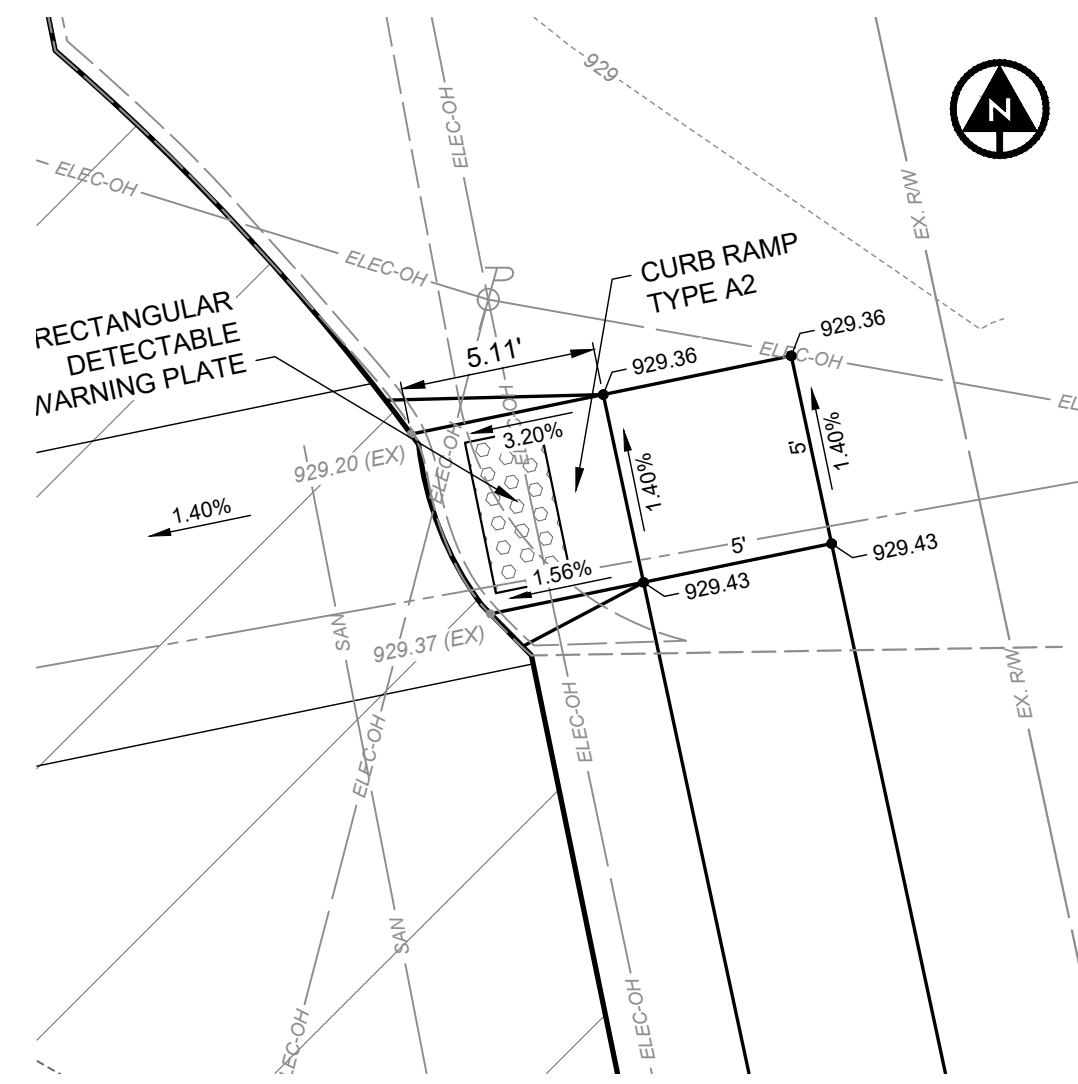 929
N
ELEC-OH
ELEC-OH
EX. R/W
ELEC-OH
CURB RAMP
TYPE A2
RECTANGULAR
DETECTABLE
WARNING PLATE
5.11'
929.36
929.36
ELEC-OH
EL
ELEC-OH
ELEC-OH
3.20%
929.20 (EX)
1.40%
5'
1.40%
1.40%
5'
929.43
1.56%
929.43
SAN
929.37 (EX)
EX. R/W
ELEC-OH
ELEC-OH
SAN
ELEC-OH
ELEC-OH